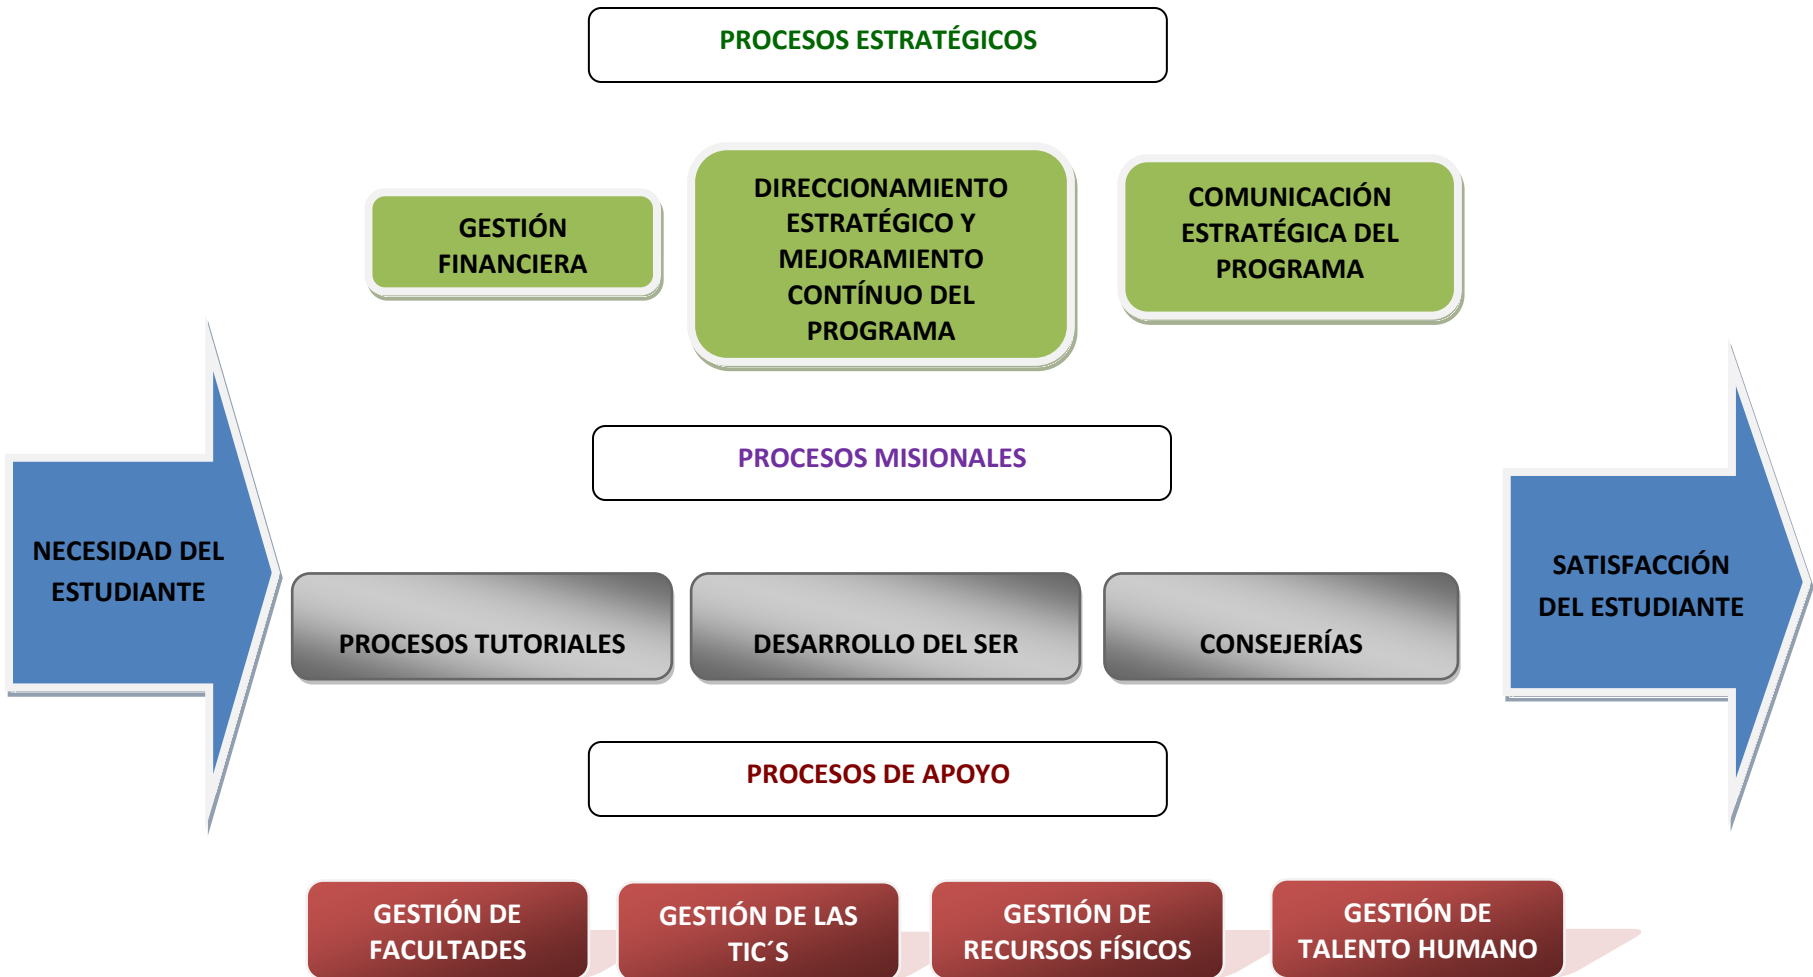 PROCESOS ESTRATÉGICOS
GESTIÓN
FINANCIERA
DIRECCIONAMIENTO
ESTRATÉGICO Y
MEJORAMIENTO
CONTÍNUO DEL
PROGRAMA
COMUNICACIÓN
ESTRATÉGICA DEL
PROGRAMA
PROCESOS MISIONALES
NECESIDAD DEL
ESTUDIANTE
PROCESOS TUTORIALES
DESARROLLO DEL SER
CONSEJERÍAS
SATISFACCIÓN
DEL ESTUDIANTE
PROCESOS DE APOYO
GESTIÓN DE
FACULTADES
GESTIÓN DE LAS
TIC´S
GESTIÓN DE
RECURSOS FÍSICOS
GESTIÓN DE
TALENTO HUMANO